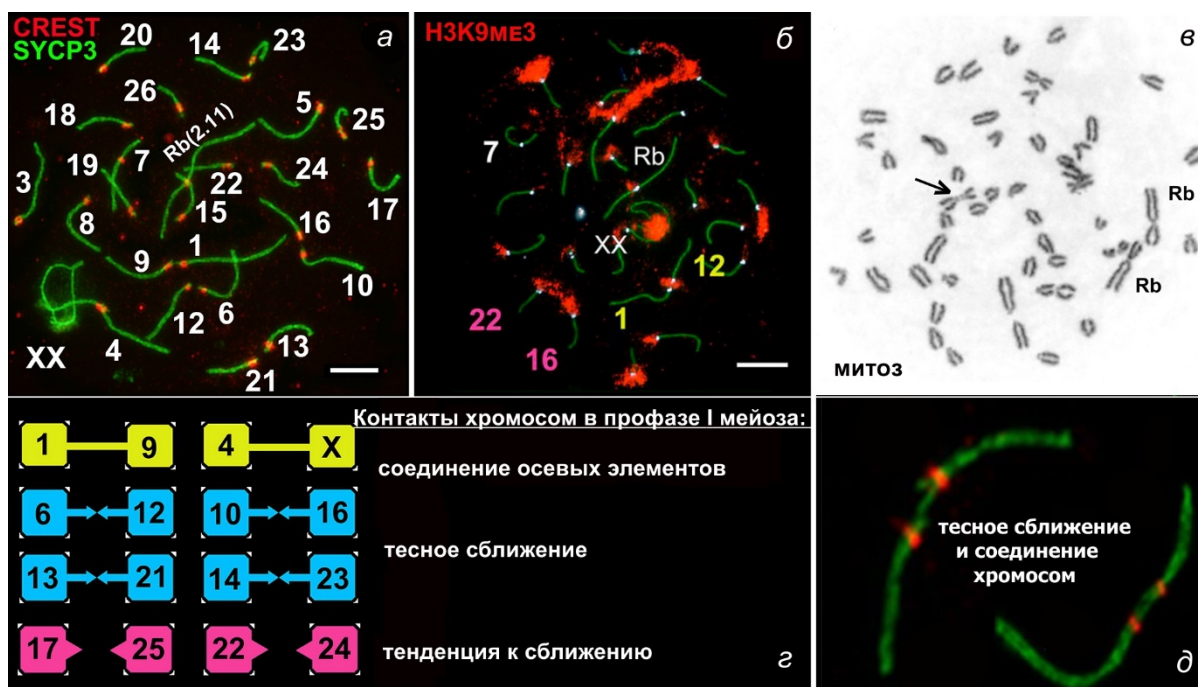 CREST
SYCP3
а
20
14
23
26
5
25
18
Rb(2.11)
3
19
7
24
22
17
15
8
16
9
1
10
12
6
XX
4
13
21
H3K9ме3
б
7
Rb
XX
12
22
1
16
в
Rb
Rb
митоз
Контакты хромосом в профазе I мейоза:
1 9 4 X
соединение осевых элементов
6 12 10 16
тесное сближение
13 21 14 23
17 25 22 24
тенденция к сближению
г
тесное сближение
и соединение
хромосом
д